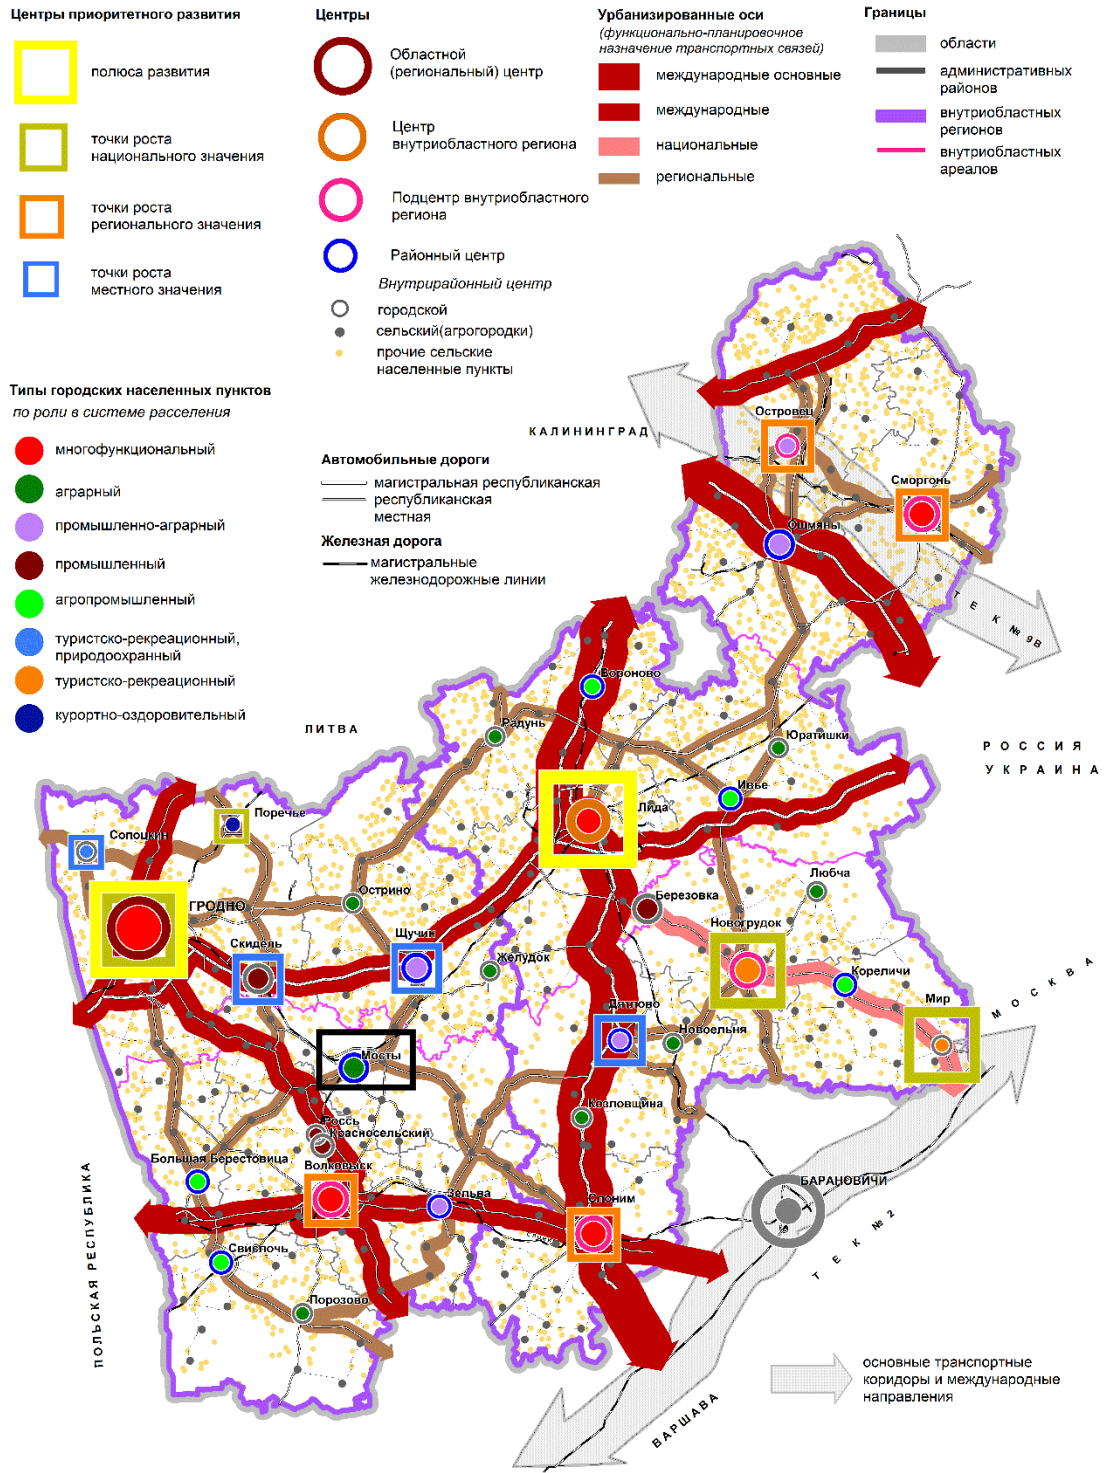 Центры приоритетного развития
полюса развития
точки роста
национального значения
точки роста
регионального значения
точки роста
местного значения
Центры
Областной
(региональный) центр
Центр
внутриобластного региона
Подцентр внутриобластного
региона
Районный центр
Внутрирайонный центр
городской
сельский(агрогородки)
прочие сельские
населенные пункты
Урбанизированные оси
(функционально-планировочное
назначение транспортных связей)
международные основные
международные
национальные
региональные
Границы
области
административных
районов
внутриобластных
регионов
внутриобластных
ареалов
Типы городских населенных пунктов
по роли в системе расселения
многофункциональный
аграрный
промышленно-аграрный
промышленный
агропромышленный
туристско-рекреационный,
природоохранный
туристско-рекреационный
курортно-оздоровительный
Автомобильные дороги
магистральная республиканская
республиканская
местная
Железная дорога
магистральные
железнодорожные линии
КАЛИНИНГРАД
Островец
Сморгонь
Ошмяны
ТЕК № 9В
ЛИТВА
Вороново
Радунь
Юратишки
РОССИЯ
УКРАИНА
Ивье
Лида
Поречье
Сопоцкин
Острино
ГРОДНО
Скидель
Щучин
Желудок
Березовка
Любча
Новогрудок
Кореличи
Мир
МОСКВА
Дятлово
Новоельня
Мосты
Козловщина
Россь
Красносельский
Большая Берестовица
Волковыск
Зельва
Слоним
БАРАНОВИЧИ
ТЕК № 2
Свислочь
Порозово
ПОЛЬСКАЯ РЕСПУБЛИКА
ВАРШАВА
основные транспортные
коридоры и международные
направления